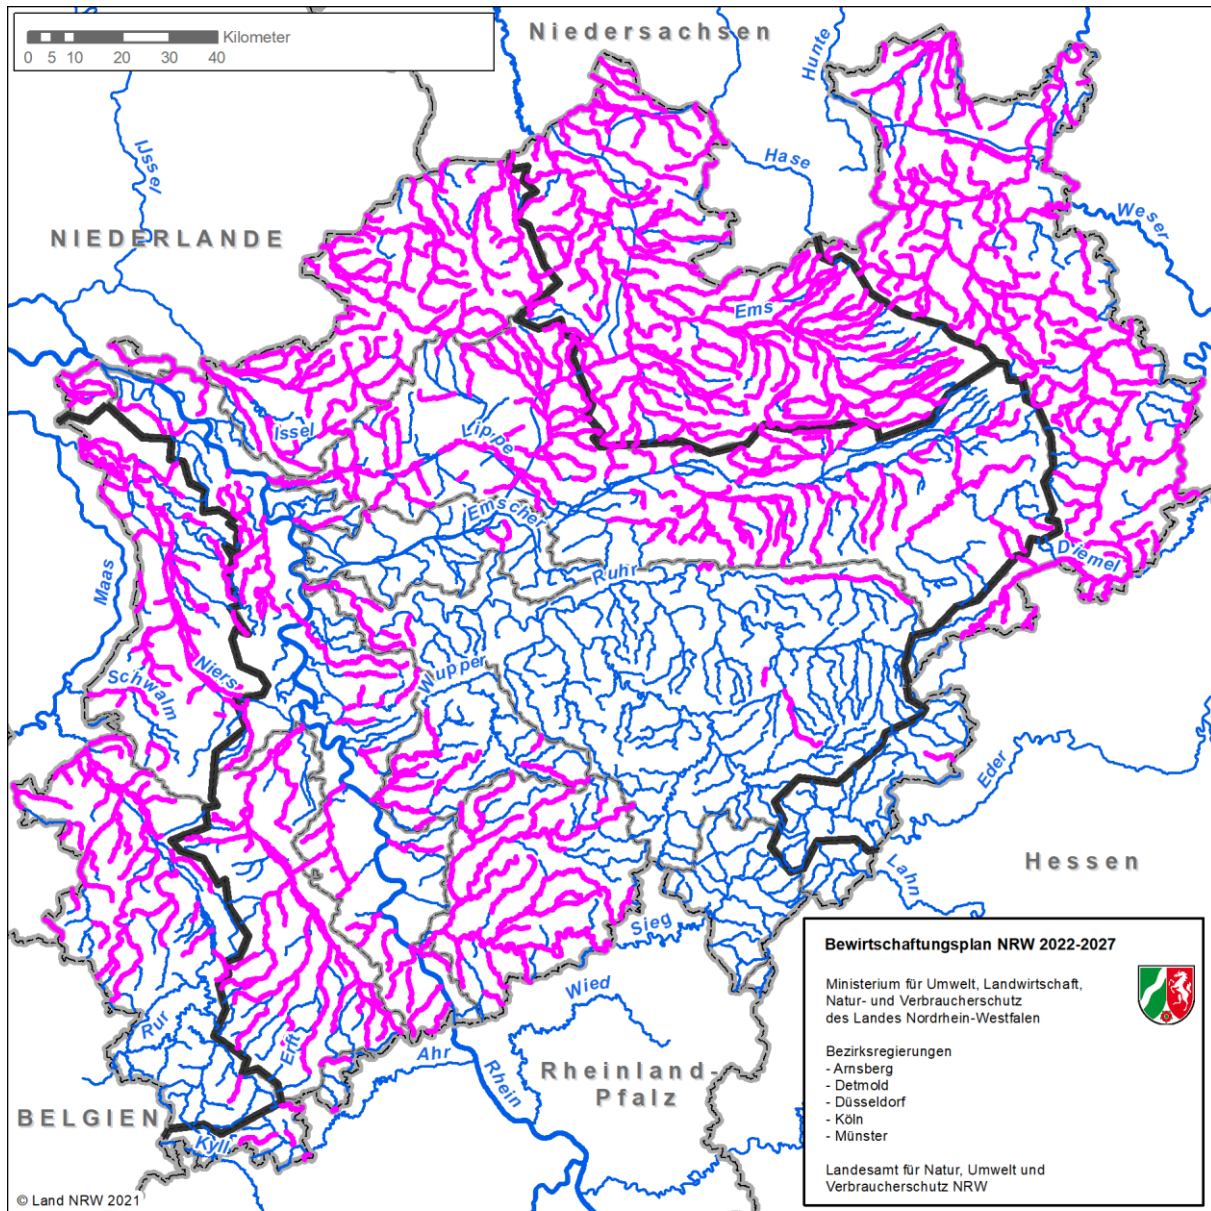 Kilometer
0 5 10 20 30 40
Niedersachsen
Hunte
IJssel
Hase
NIEDERLANDE
Weser
Ems
Issel
Lippe
Emscher
Diemel
Maas
Ruhr
Wupper
Niers
Schwalm
Eder
Hessen
Lahn
Sieg
Wied
Rur
Erft
Ahr
Rhein
Rheinland-
Pfalz
BELGIEN
Kyll
Bewirtschaftungsplan NRW 2022-2027
Ministerium für Umwelt, Landwirtschaft,
Natur- und Verbraucherschutz
des Landes Nordrhein-Westfalen
Bezirksregierungen
- Arnsberg
- Detmold
- Düsseldorf
- Köln
- Münster
Landesamt für Natur, Umwelt und
Verbraucherschutz NRW
© Land NRW 2021